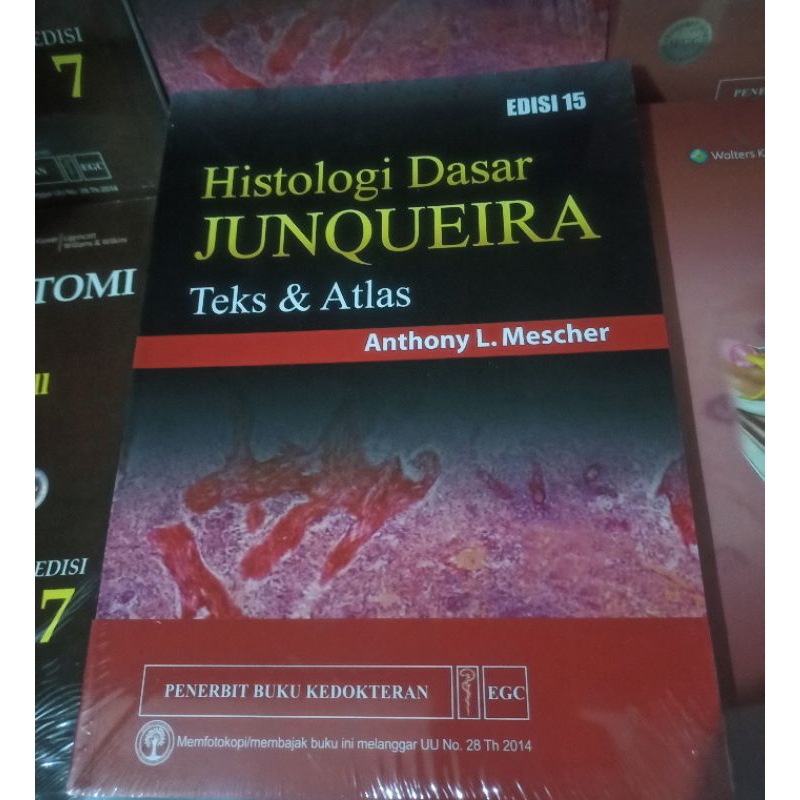 EDISI
7
EGC
TOMI
EDISI
7
EDISI 15
Histologi Dasar
JUNQUEIRA
Teks & Atlas
Anthony L. Mescher
PENERBIT BUKU KEDOKTERAN
EGC
Memfotokopi/membajak buku ini melanggar UU No. 28 Th 2014
Wolters K